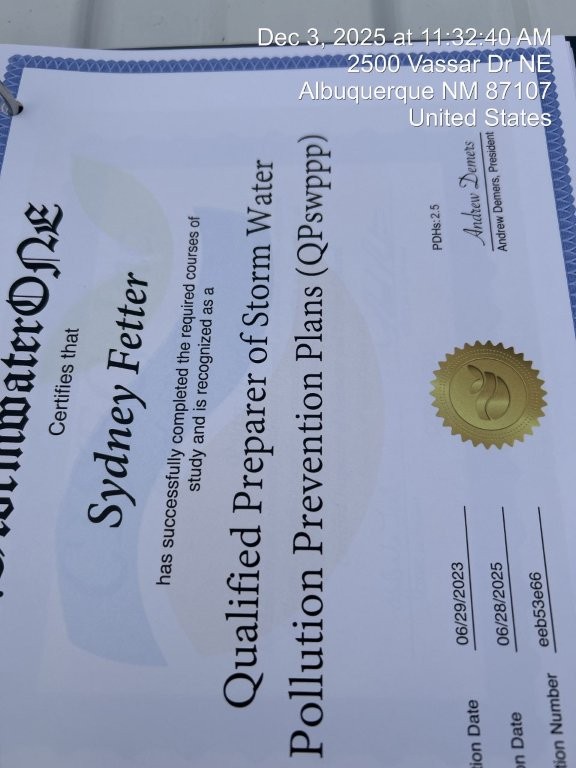 Dec 3, 2025 at 11:32:40 AM
2500 Vassar Dr NE
Albuquerque NM 87107
United States
Certifies that
Sydney Fetter
has successfully completed the required courses of
study and is recognized as a
Qualified Preparer of Storm Water
Pollution Prevention Plans (QPswppp)
06/29/2023
06/28/2025
eeb53e66
Number
Date
Date
PDHs: 2.5
Andrew Demers
Andrew Demers, President